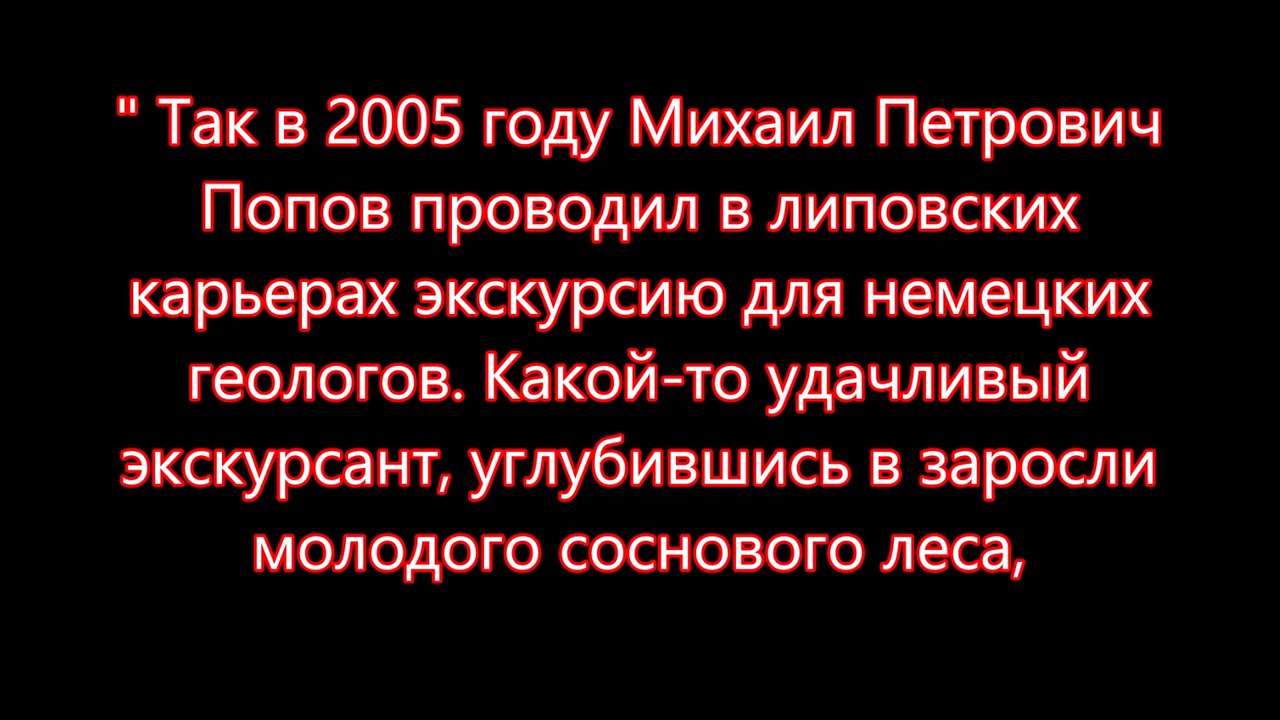 " Так в 2005 году Михаил Петрович
Попов проводил в липовских
карьерах экскурсию для немецких
геологов. Какой-то удачливый
экскурсант, углубившись в заросли
молодого соснового леса,